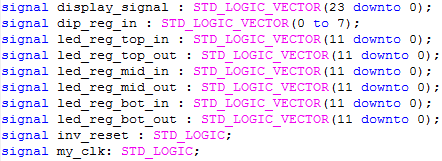 signal display_signal : STD_LOGIC_VECTOR(23 downto 0);
signal dip_reg_in : STD_LOGIC_VECTOR(0 to 7);
signal led_reg_top_in : STD_LOGIC_VECTOR(11 downto 0);
signal led_reg_top_out : STD_LOGIC_VECTOR(11 downto 0);
signal led_reg_mid_in : STD_LOGIC_VECTOR(11 downto 0);
signal led_reg_mid_out : STD_LOGIC_VECTOR(11 downto 0);
signal led_reg_bot_in : STD_LOGIC_VECTOR(11 downto 0);
signal led_reg_bot_out : STD_LOGIC_VECTOR(11 downto 0);
signal inv_reset : STD_LOGIC;
signal my_clk: STD_LOGIC;